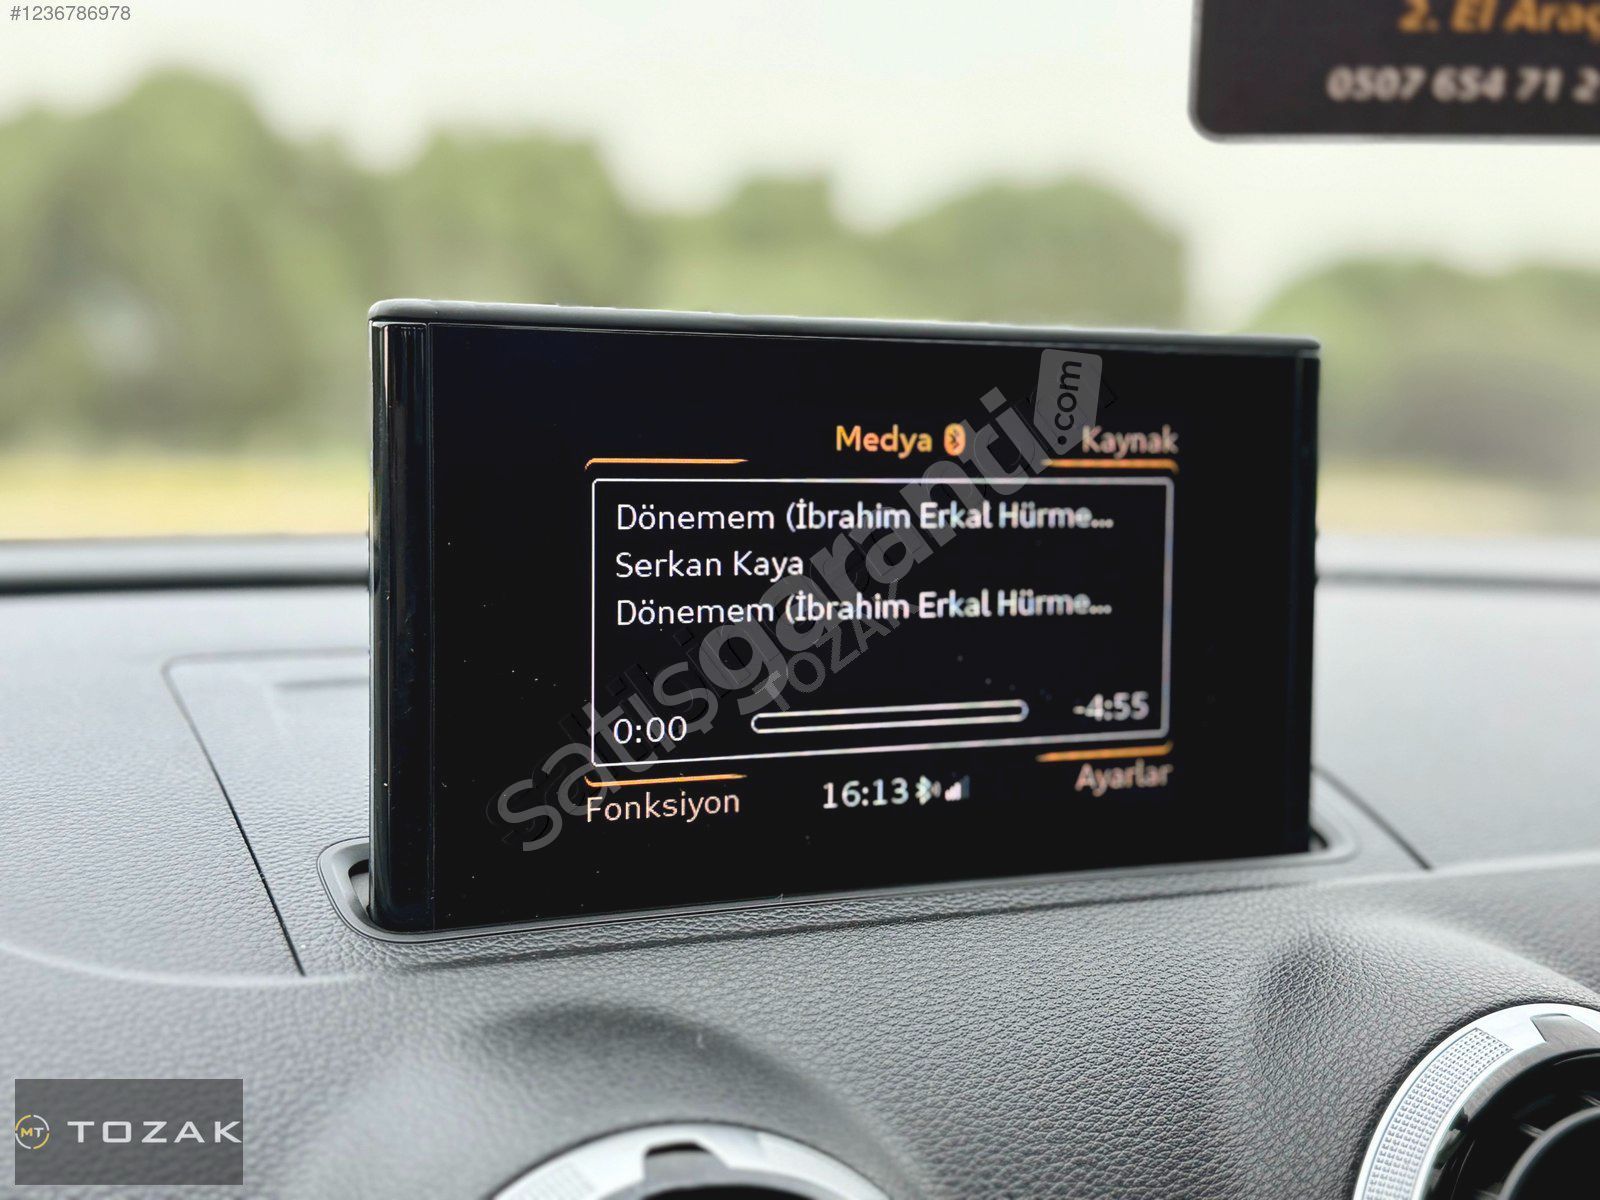 #1236786978
2. El Araç
0507 654 71 2
Medya
Kaynak
Dönemem (İbrahim Erkal Hürme...
Serkan Kaya
Dönemem (İbrahim Erkal Hürme...
0:00
-4:55
Fonksiyon
16:13
Ayarlar
satışgaranti.com
TOZAK
MT TOZAK